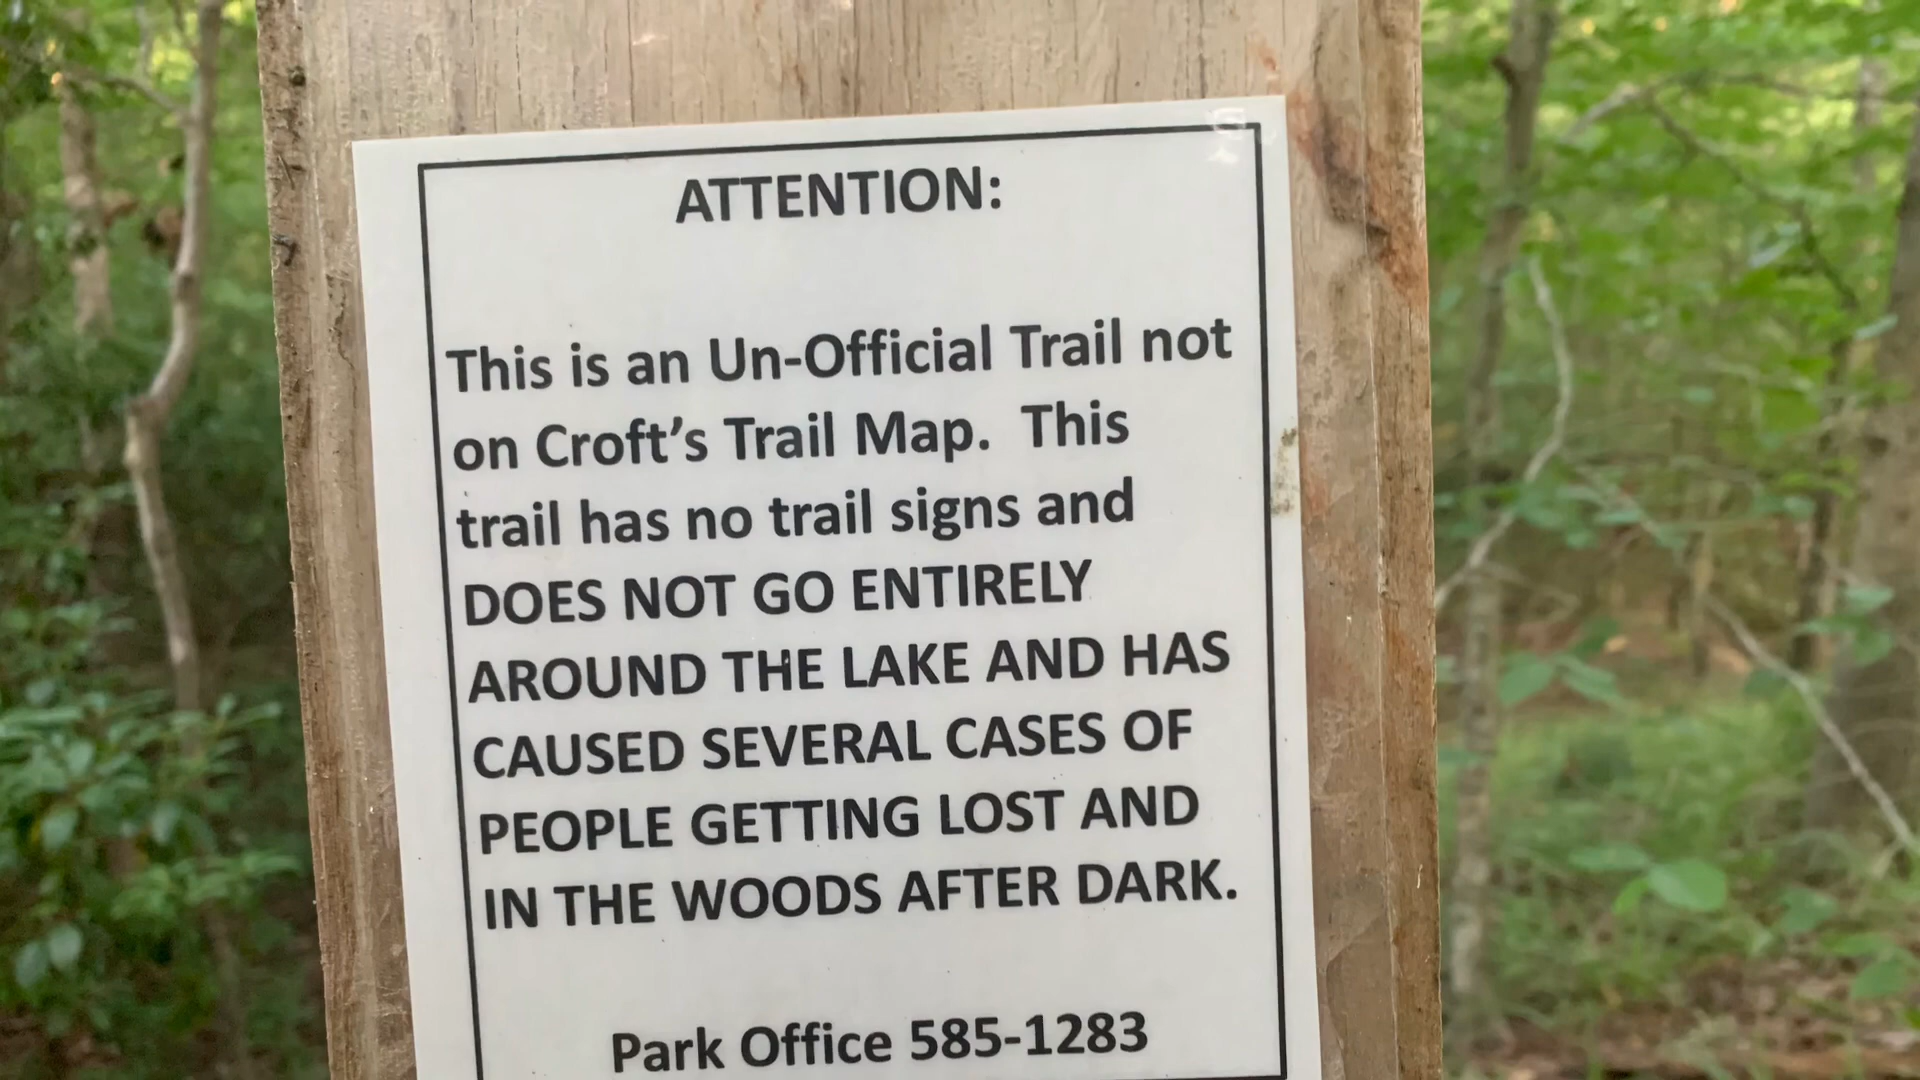 ATTENTION:
This is an Un-Official Trail not
on Croft's Trail Map.  This
trail has no trail signs and
DOES NOT GO ENTIRELY
AROUND THE LAKE AND HAS
CAUSED SEVERAL CASES OF
PEOPLE GETTING LOST AND
IN THE WOODS AFTER DARK.
Park Office 585-1283